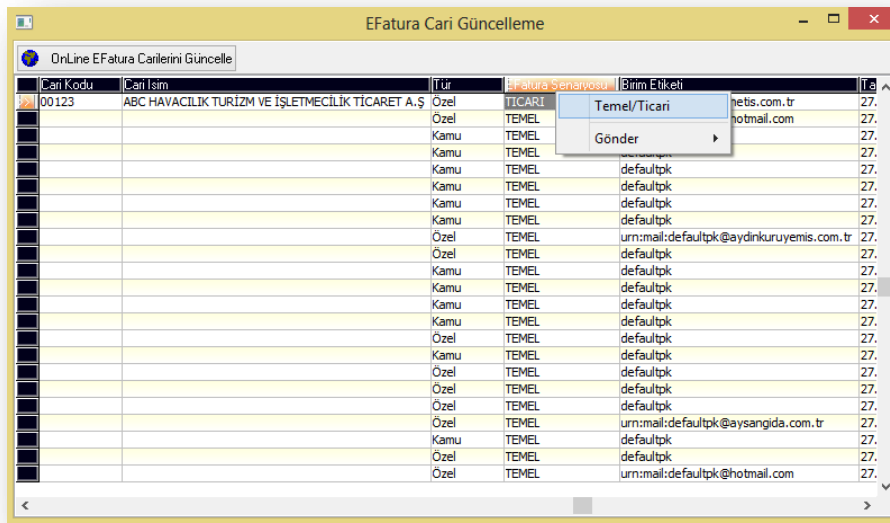 EFatura Cari Güncelleme
OnLine EFatura Carilerini Güncelle
Cari Kodu Cari İsim Tür EFatura Senaryosu Birim Etiketi Ta
00123 ABC HAVACILIK TURİZM VE İŞLETMECİLİK TİCARET A.Ş Özel TICARI netis.com.tr 27.
Temel/Ticari
Gönder
Özel TEMEL hotmail.com 27.
Kamu TEMEL 27.
Kamu TEMEL defaultpk 27.
Kamu TEMEL defaultpk 27.
Kamu TEMEL defaultpk 27.
Kamu TEMEL defaultpk 27.
Kamu TEMEL defaultpk 27.
Özel TEMEL urn:mail:defaultpk@aydinkuruyemis.com.tr 27.
Özel TEMEL defaultpk 27.
Kamu TEMEL defaultpk 27.
Kamu TEMEL defaultpk 27.
Kamu TEMEL defaultpk 27.
Kamu TEMEL defaultpk 27.
Özel TEMEL defaultpk 27.
Kamu TEMEL defaultpk 27.
Özel TEMEL defaultpk 27.
Özel TEMEL defaultpk 27.
Özel TEMEL defaultpk 27.
Özel TEMEL urn:mail:defaultpk@aysangida.com.tr 27.
Kamu TEMEL defaultpk 27.
Özel TEMEL defaultpk 27.
Özel TEMEL urn:mail:defaultpk@hotmail.com 27.